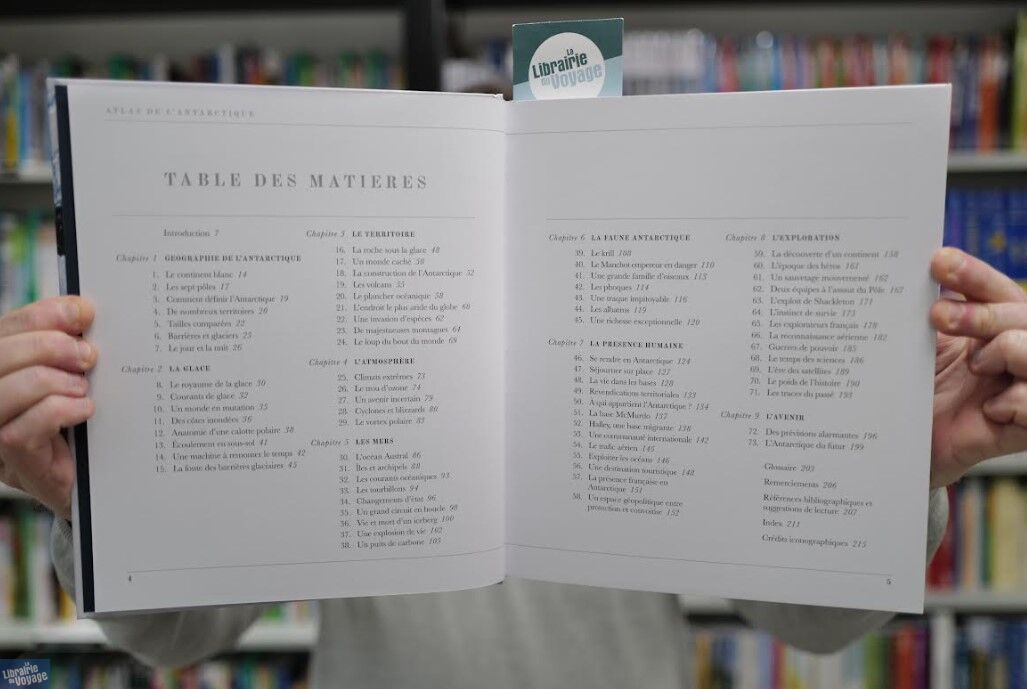 La
Librairie
du Voyage
ATLAS DE L'ANTARCTIQUE
TABLE DES MATIERES
Introduction 7
Chapitre 1 GEOGRAPHIE DE L'ANTARCTIQUE
1. Le continent blanc 14
2. Les sept pôles 17
3. Comment définir l'Antarctique 19
4. De nombreux territoires 20
5. Tailles comparées 22
6. Barrières et glaciers 23
7. Le jour et la nuit 26
Chapitre 2 LA GLACE
8. Le royaume de la glace 30
9. Courants de glace 32
10. Un monde en mutation 35
11. Des côtes inondées 36
12. Anatomie d'une calotte polaire 38
13. Écoulement en sous-sol 41
14. Une machine à remonter le temps 42
15. La fonte des barrières glaciaires 45
Chapitre 3 LE TERRITOIRE
16. La roche sous la glace 48
17. Un monde caché 50
18. La construction de l'Antarctique 52
19. Les volcans 55
20. Le plancher océanique 58
21. L'endroit le plus aride du globe 60
22. Une invasion d'espèces 62
23. De majestueuses montagnes 64
24. Le loup du bout du monde 69
Chapitre 4 L'ATMOSPHÈRE
25. Climats extrêmes 73
26. Le trou d'ozone 74
27. Un avenir incertain 79
28. Cyclones et blizzards 80
29. Le vortex polaire 83
Chapitre 5 LES MERS
30. L'océan Austral 86
31. Îles et archipels 88
32. Les courants océaniques 93
33. Les tourbillons 94
34. Changements d'état 96
35. Un grand circuit en boucle 98
36. Vie et mort d'un iceberg 100
37. Une explosion de vie 102
38. Un puits de carbone 105
4
Chapitre 6 LA FAUNE ANTARCTIQUE
39. Le krill 108
40. Le Manchot empereur en danger 110
41. Une grande famille d'oiseaux 113
42. Les phoques 114
43. Une traque impitoyable 116
44. Les albatros 119
45. Une richesse exceptionnelle 120
Chapitre 7 LA PRESENCE HUMAINE
46. Se rendre en Antarctique 124
47. Séjourner sur place 127
48. La vie dans les bases 128
49. Revendications territoriales 133
50. A qui appartient l'Antarctique ? 134
51. La base McMurdo 137
52. Halley, une base migrante 138
53. Une communauté internationale 142
54. Le trafic aérien 145
55. Exploiter les océans 146
56. Une destination touristique 148
57. La présence française en
Antarctique 151
58. Un espace géopolitique entre
protection et convoitise 152
Chapitre 8 L'EXPLORATION
59. La découverte d'un continent 158
60. L'époque des héros 161
61. Un sauvetage mouvementé 162
62. Deux équipes à l'assaut du Pôle 167
63. L'exploit de Shackleton 171
64. L'instinct de survie 173
65. Les explorateurs français 178
66. La reconnaissance aérienne 182
67. Guerres de pouvoir 185
68. Le temps des sciences 186
69. L'ère des satellites 189
70. Le poids de l'histoire 190
71. Les traces du passé 193
Chapitre 9 L'AVENIR
72. Des prévisions alarmantes 196
73. L'Antarctique du futur 199
Glossaire 203
Remerciements 206
Références bibliographiques et
suggestions de lecture 207
Index 211
Crédits iconographiques 215
5
La
Librairie
du Voyage